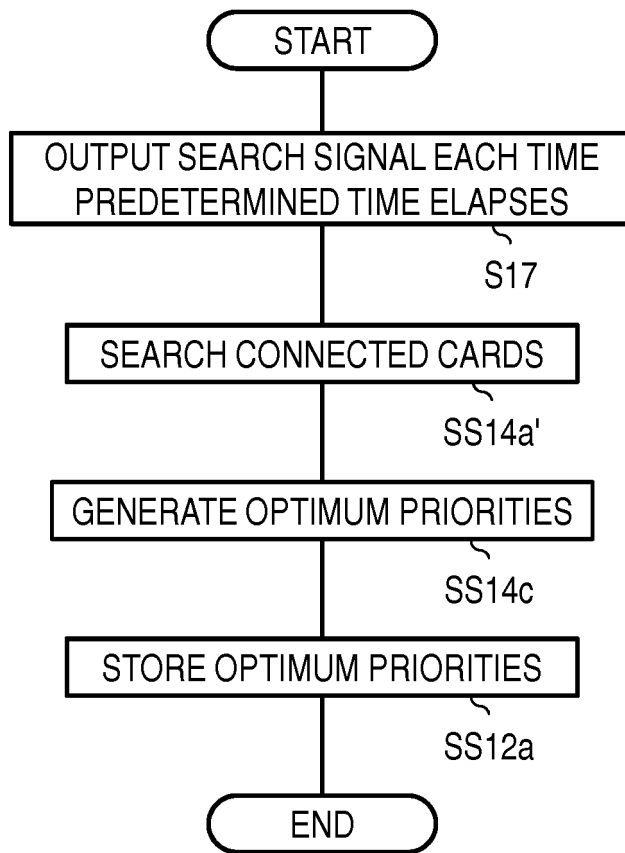 START
OUTPUT SEARCH SIGNAL EACH TIME
PREDETERMINED TIME ELAPSES
S17
SEARCH CONNECTED CARDS
SS14a'
GENERATE OPTIMUM PRIORITIES
SS14c
STORE OPTIMUM PRIORITIES
SS12a
END